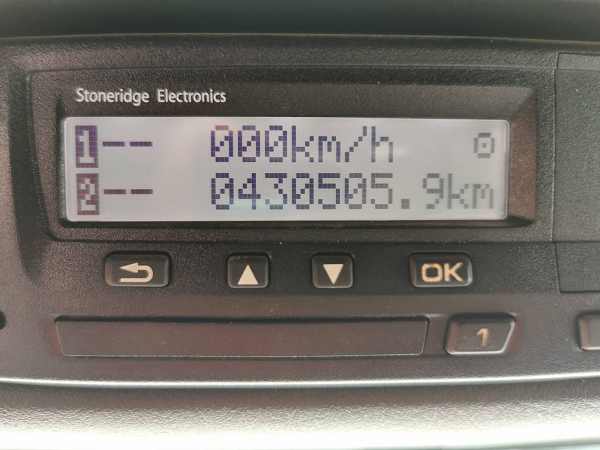 Stoneridge Electronics
1-- 000km/h
2-- 0430505.9km
OK
1